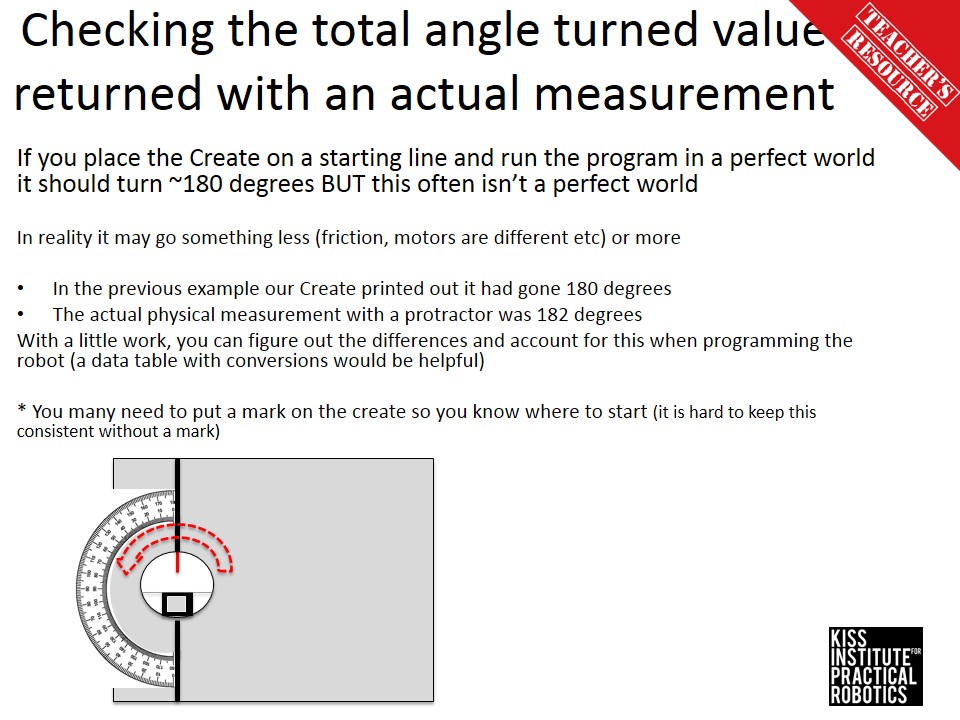 Checking the total angle turned value
returned with an actual measurement
TEACHER'S
RESOURCE
If you place the Create on a starting line and run the program in a perfect world
it should turn ~180 degrees BUT this often isn't a perfect world
In reality it may go something less (friction, motors are different etc) or more
• In the previous example our Create printed out it had gone 180 degrees
• The actual physical measurement with a protractor was 182 degrees
With a little work, you can figure out the differences and account for this when programming the
robot (a data table with conversions would be helpful)
* You many need to put a mark on the create so you know where to start (it is hard to keep this
consistent without a mark)
KISS
INSTITUTE FOR
PRACTICAL
ROBOTICS